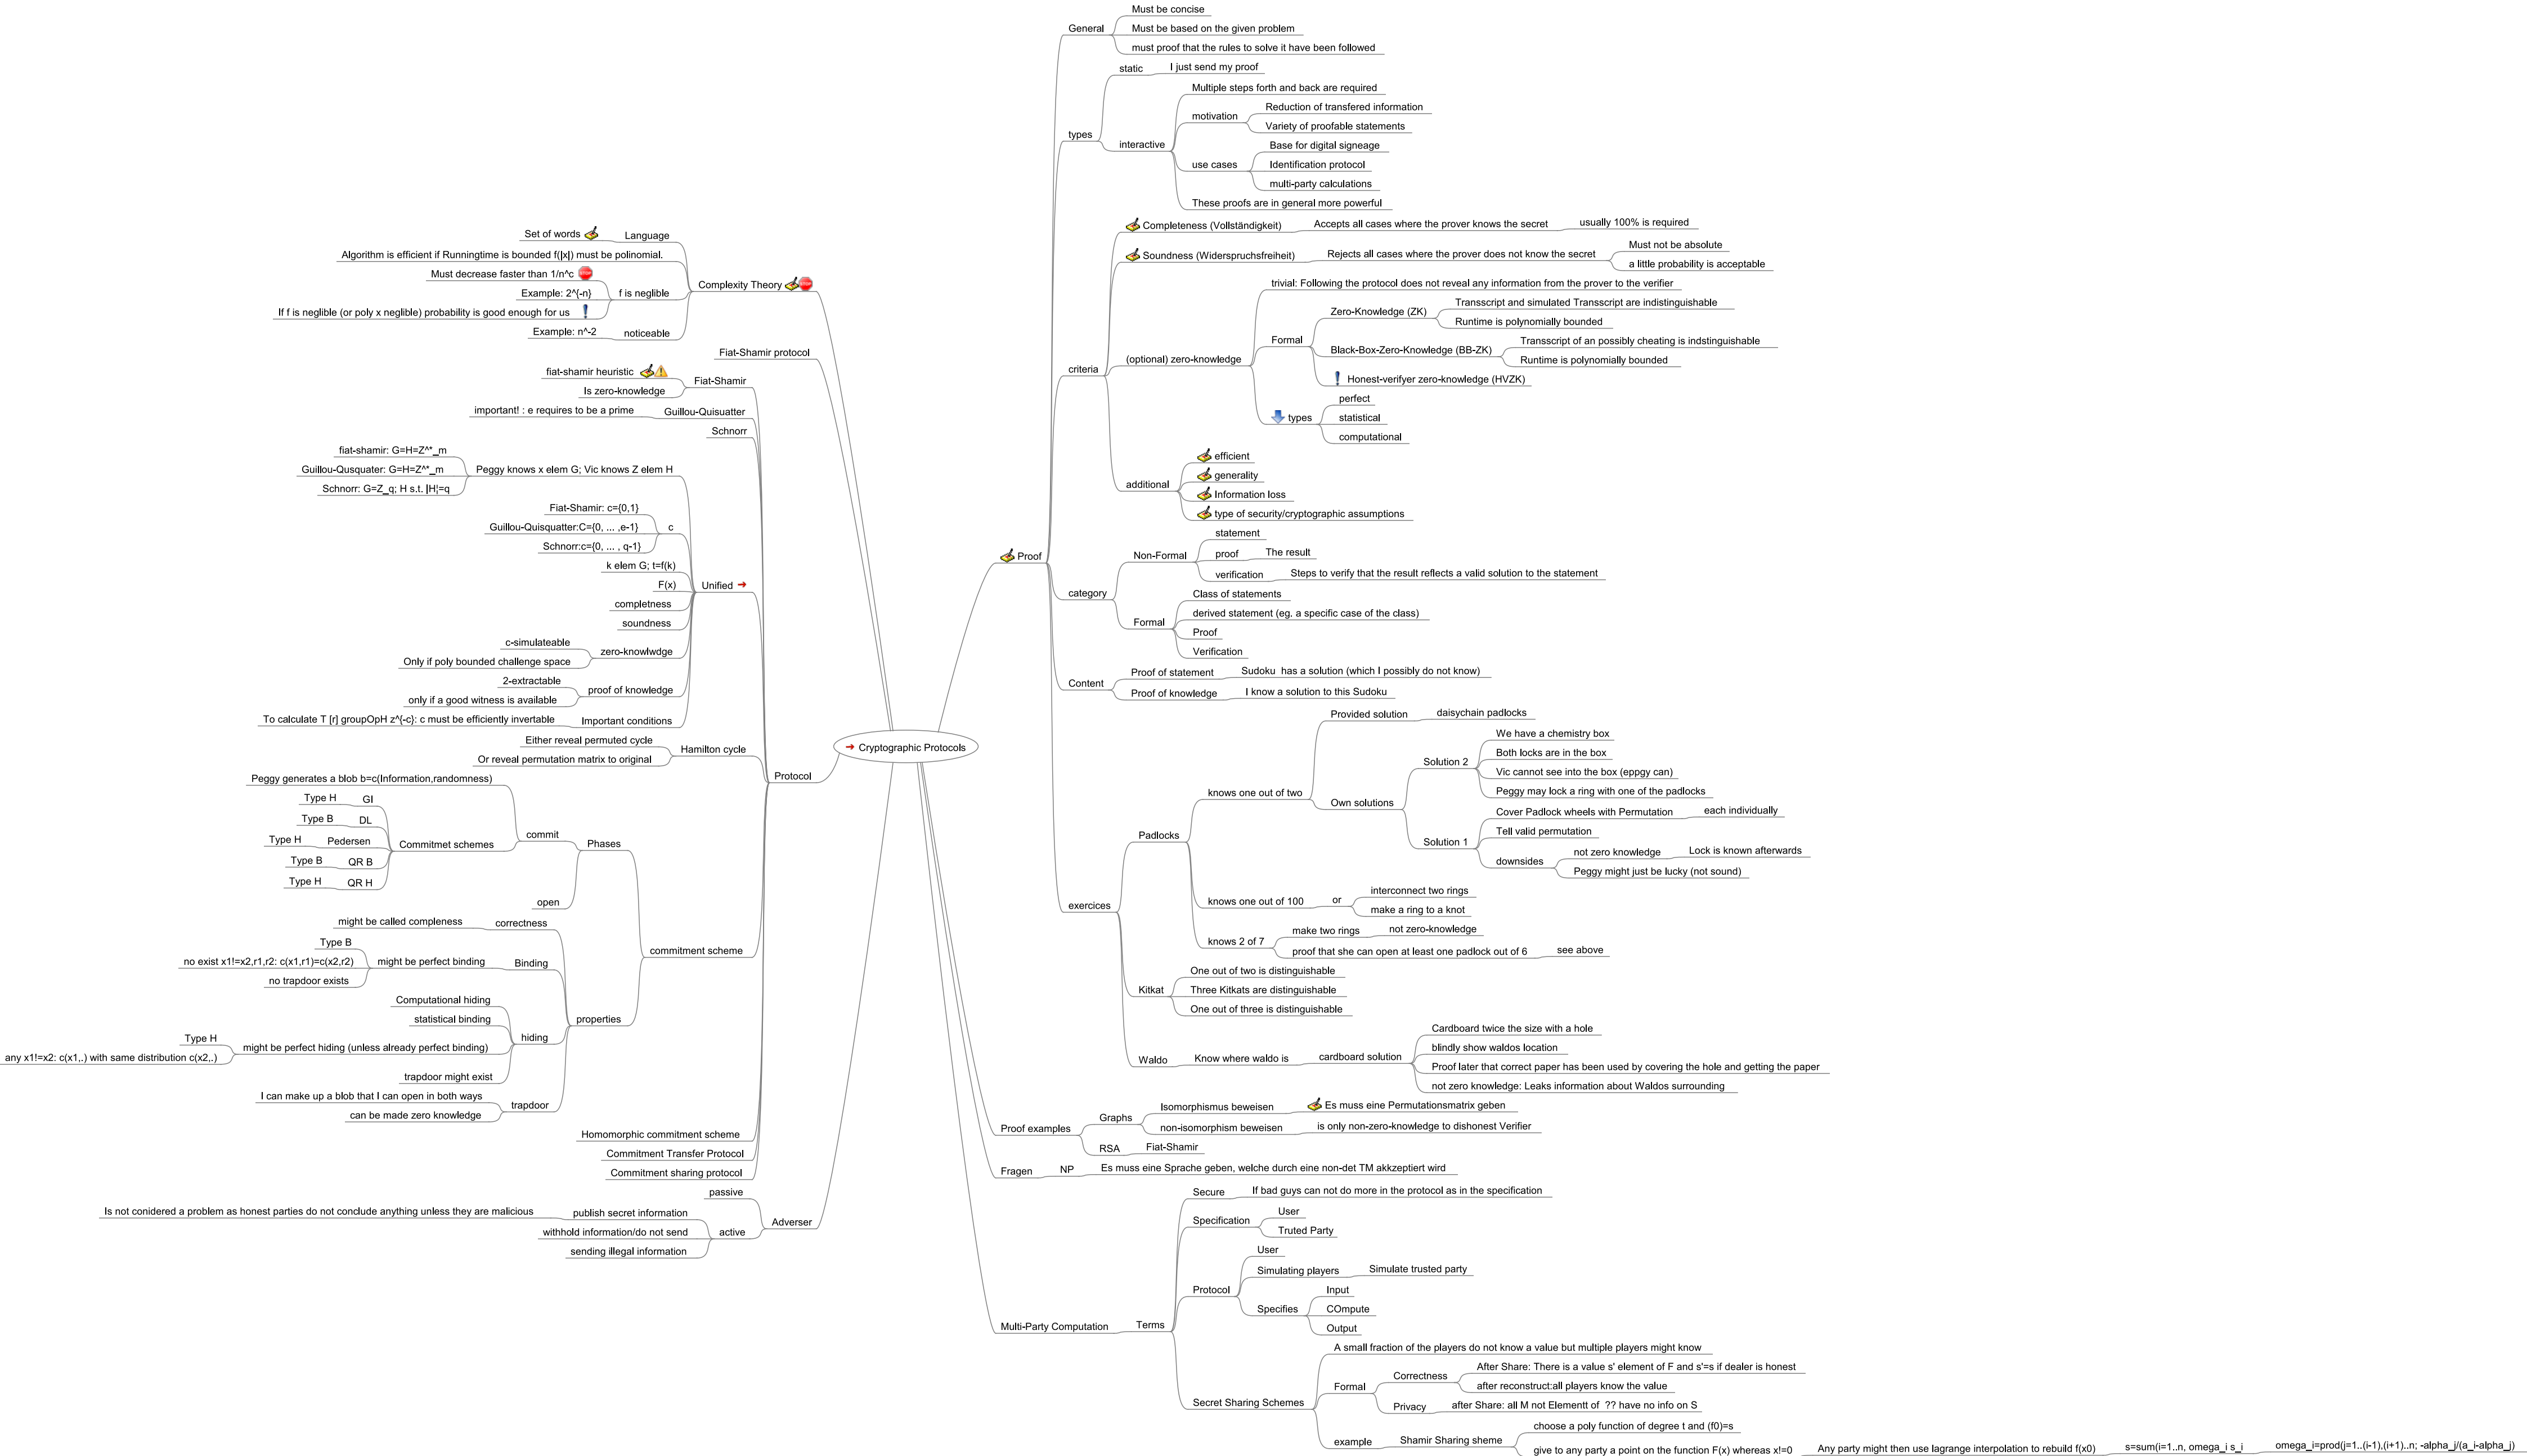 Cryptographic Protocols
Proof
General
Must be concise
Must be based on the given problem
must proof that the rules to solve it have been followed
types
static
I just send my proof
interactive
Multiple steps forth and back are required
motivation
Reduction of transfered information
Variety of proofable statements
use cases
Base for digital signeage
Identification protocol
multi-party calculations
These proofs are in general more powerful
criteria
Completeness (Vollständigkeit)
Accepts all cases where the prover knows the secret
usually 100% is required
Soundness (Widerspruchsfreiheit)
Rejects all cases where the prover does not know the secret
Must not be absolute
a little probability is acceptable
(optional) zero-knowledge
trivial: Following the protocol does not reveal any information from the prover to the verifier
Formal
Zero-Knowledge (ZK)
Transscript and simulated Transscript are indistinguishable
Runtime is polynomially bounded
Black-Box-Zero-Knowledge (BB-ZK)
Transcript of an possibly cheating is indstinguishable
Runtime is polynomially bounded
Honest-verifyer zero-knowledge (HVZK)
types
perfect
statistical
computational
additional
efficient
generality
Information loss
type of security/cryptographic assumptions
category
Non-Formal
statement
proof
The result
verification
Steps to verify that the result reflects a valid solution to the statement
Formal
Class of statements
derived statement (eg. a specific case of the class)
Proof
Verification
Content
Proof of statement
Sudoku  has a solution (which I possibly do not know)
Proof of knowledge
I know a solution to this Sudoku
exercices
Padlocks
knows one out of two
Provided solution
daisychain padlocks
Own solutions
Solution 2
We have a chemistry box
Both locks are in the box
Vic cannot see into the box (eppgy can)
Peggy may lock a ring with one of the padlocks
Solution 1
Cover Padlock wheels with Permutation
each individually
Tell valid permutation
downsides
not zero knowledge
Lock is known afterwards
Peggy might just be lucky (not sound)
knows one out of 100
or
interconnect two rings
make a ring to a knot
knows 2 of 7
make two rings
not zero-knowledge
proof that she can open at least one padlock out of 6
see above
Kitkat
One out of two is distinguishable
Three Kitkats are distinguishable
One out of three is distinguishable
Waldo
Know where waldo is
cardboard solution
Cardboard twice the size with a hole
blindly show waldos location
Proof later that correct paper has been used by covering the hole and getting the paper
not zero knowledge: Leaks information about Waldos surrounding
Proof examples
Graphs
Isomorphismus beweisen
Es muss eine Permutationsmatrix geben
non-isomorphism beweisen
is only non-zero-knowledge to dishonest Verifier
RSA
Fiat-Shamir
Fragen
NP
Es muss eine Sprache geben, welche durch eine non-det TM akkzeptiert wird
Multi-Party Computation
Terms
Secure
If bad guys can not do more in the protocol as in the specification
Specification
User
Truted Party
Protocol
User
Simulating players
Simulate trusted party
Specifies
Input
COmpute
Output
Secret Sharing Schemes
A small fraction of the players do not know a value but multiple players might know
Formal
Correctness
After Share: There is a value s' element of F and s'=s if dealer is honest
after reconstruct:all players know the value
Privacy
after Share: all M not Elementt of  ?? have no info on S
example
Shamir Sharing sheme
choose a poly function of degree t and (f0)=s
give to any party a point on the function F(x) whereas x!=0
Any party might then use lagrange interpolation to rebuild f(x0)
s=sum(i=1..n, omega_i s_i
omega_i=prod(j=1..(i-1),(i+1)..n; -alpha_j/(a_i-alpha_j)
Complexity Theory
Language
Set of words
Algorithm is efficient if Runningtime is bounded f(|x|) must be polinomial.
f is neglible
Must decrease faster than 1/n^c
Example: 2^{-n}
If f is neglible (or poly x neglible) probability is good enough for us
noticeable
Example: n^-2
Fiat-Shamir protocol
Protocol
Fiat-Shamir
fiat-shamir heuristic
Is zero-knowledge
Guillou-Quisuatter
important! : e requires to be a prime
Schnorr
Unified
Peggy knows x elem G; Vic knows Z elem H
fiat-shamir: G=H=Z^*_m
Guillou-Qusquater: G=H=Z^*_m
Schnorr: G=Z_q; H s.t. |H¦=q
c
Fiat-Shamir: c={0,1}
Guillou-Quisquatter:C={0, ... ,e-1}
Schnorr:c={0, ... , q-1}
k elem G; t=f(k)
F(x)
completness
soundness
zero-knowlwdge
c-simulateable
Only if poly bounded challenge space
proof of knowledge
2-extractable
only if a good witness is available
Important conditions
To calculate T [r] groupOpH z^{-c}: c must be efficiently invertable
Hamilton cycle
Either reveal permuted cycle
Or reveal permutation matrix to original
commitment scheme
Phases
commit
Peggy generates a blob b=c(Information,randomness)
Commitmet schemes
GI
Type H
DL
Type B
Pedersen
Type H
QR B
Type B
QR H
Type H
open
properties
correctness
might be called compleness
Binding
might be perfect binding
Type B
no exist x1!=x2,r1,r2: c(x1,r1)=c(x2,r2)
no trapdoor exists
hiding
Computational hiding
statistical binding
might be perfect hiding (unless already perfect binding)
Type H
any x1!=x2: c(x1,.) with same distribution c(x2,.)
trapdoor might exist
trapdoor
I can make up a blob that I can open in both ways
can be made zero knowledge
Homomorphic commitment scheme
Commitment Transfer Protocol
Commitment sharing protocol
Adverser
passive
active
publish secret information
Is not conidered a problem as honest parties do not conclude anything unless they are malicious
withhold information/do not send
sending illegal information